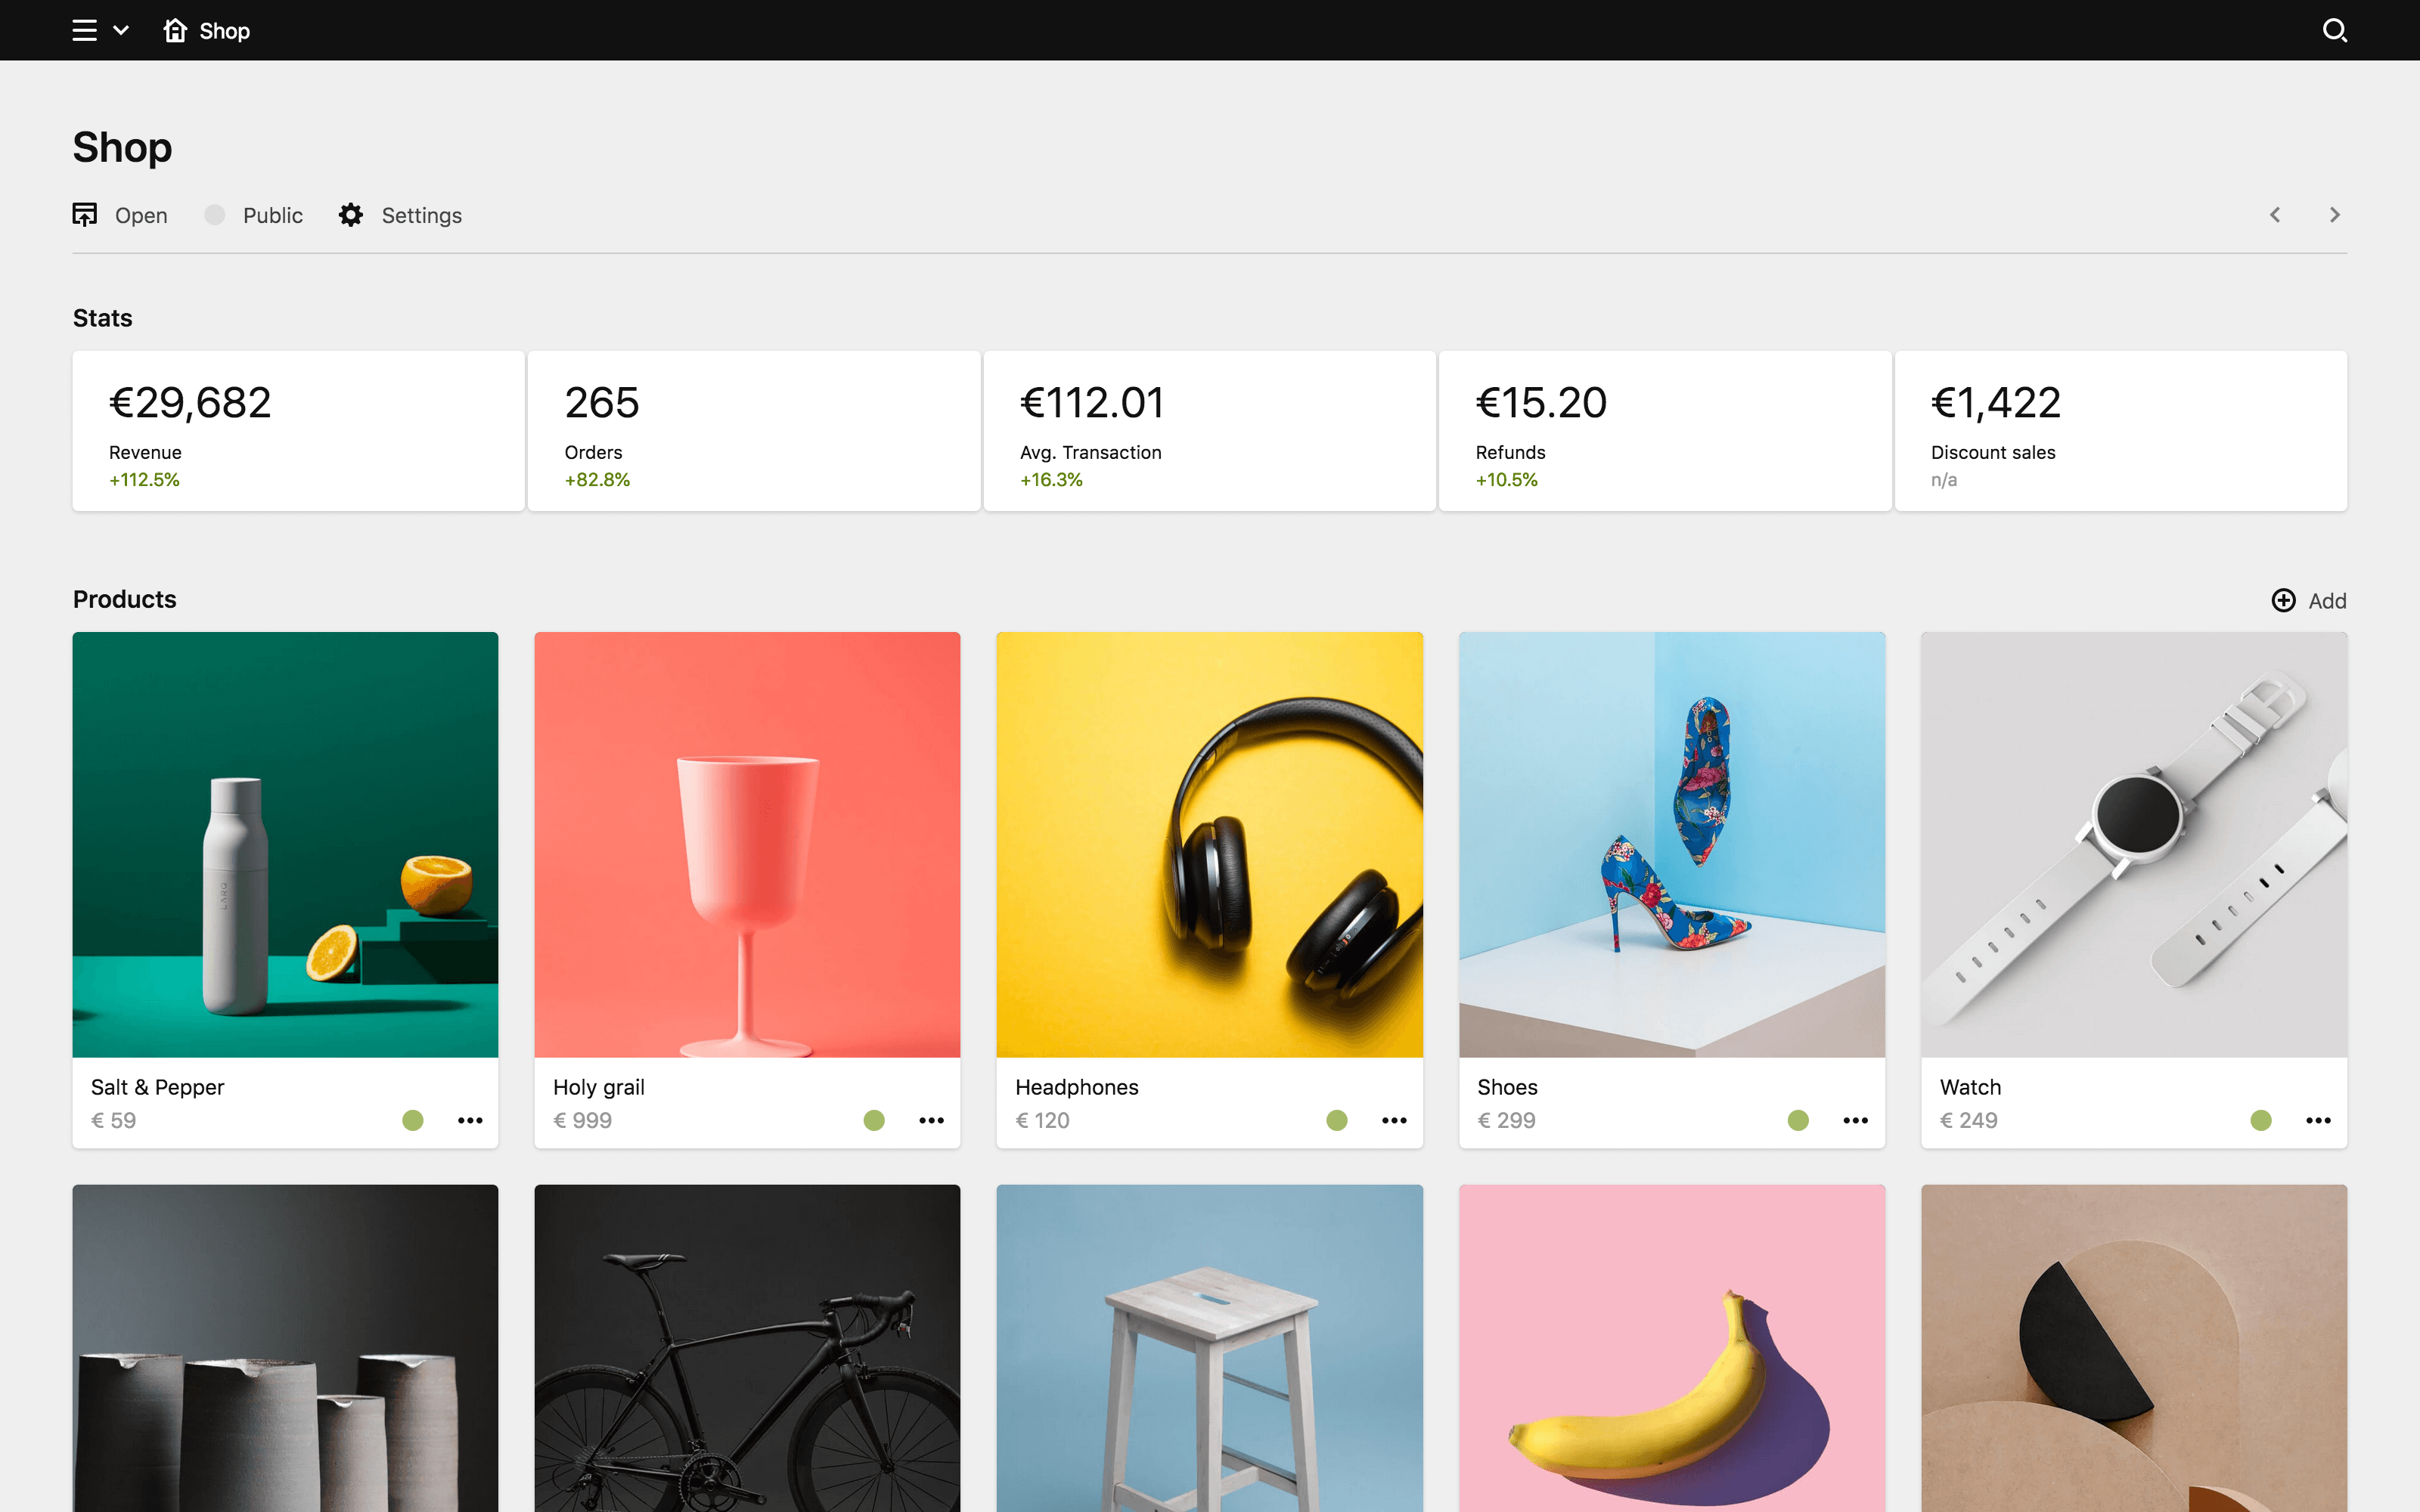 Shop
Shop
Open
Public
Settings
Stats
€29,682
Revenue
+112.5%
265
Orders
+82.8%
€112.01
Avg. Transaction
+16.3%
€15.20
Refunds
+10.5%
€1,422
Discount sales
n/a
Products
Add
LARQ
Salt & Pepper
€ 59
Holy grail
€ 999
Headphones
€ 120
Shoes
€ 299
Watch
€ 249